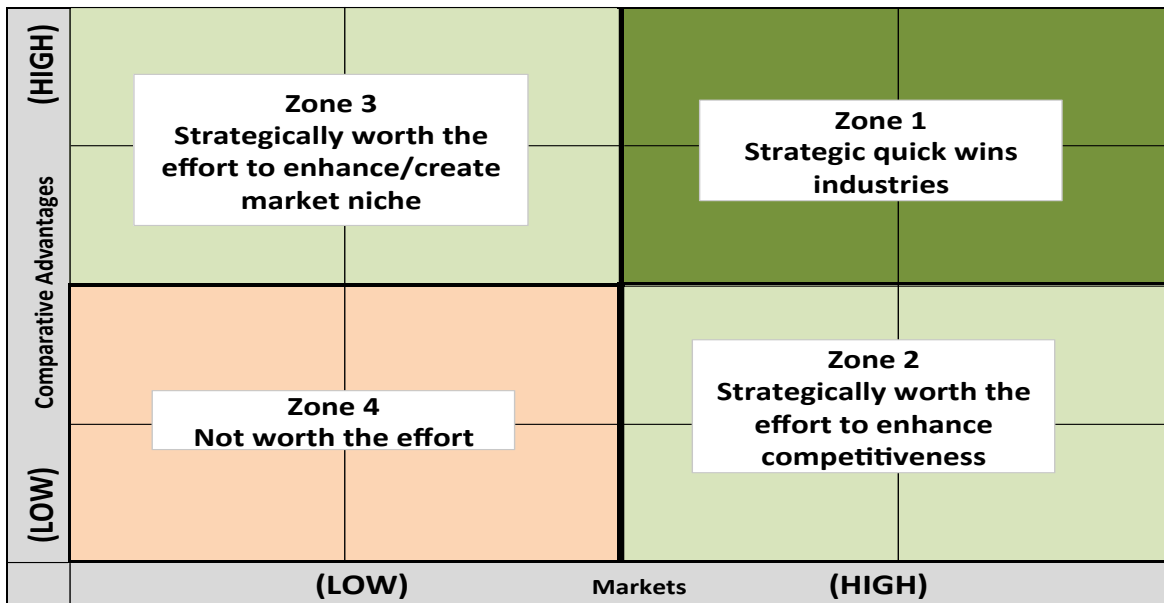 (HIGH)
Comparative Advantages
(LOW)
Zone 3
Strategically worth the
effort to enhance/create
market niche
Zone 1
Strategic quick wins
industries
Zone 4
Not worth the effort
Zone 2
Strategically worth the
effort to enhance
competitiveness
(LOW)
Markets
(HIGH)